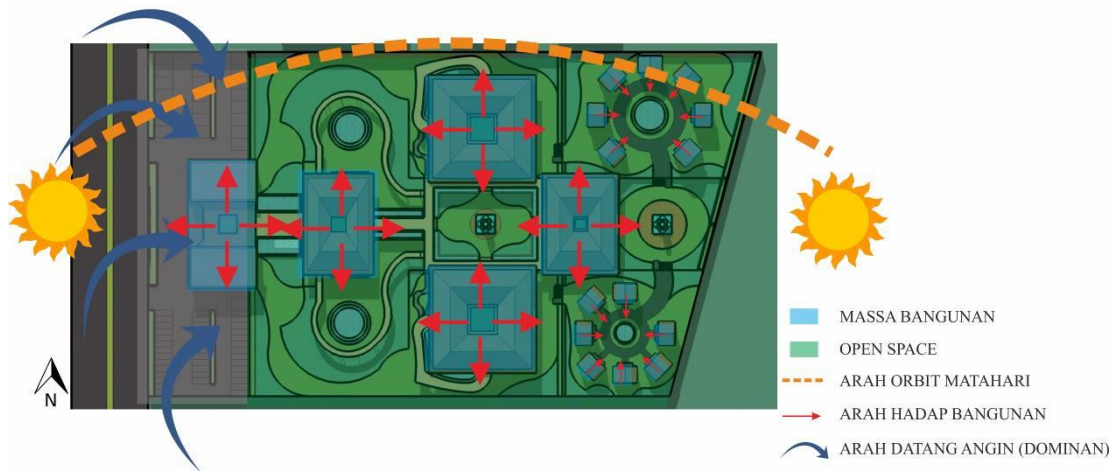 N
MASSA BANGUNAN
OPEN SPACE
ARAH ORBIT MATAHARI
ARAH HADAP BANGUNAN
ARAH DATANG ANGIN (DOMINAN)